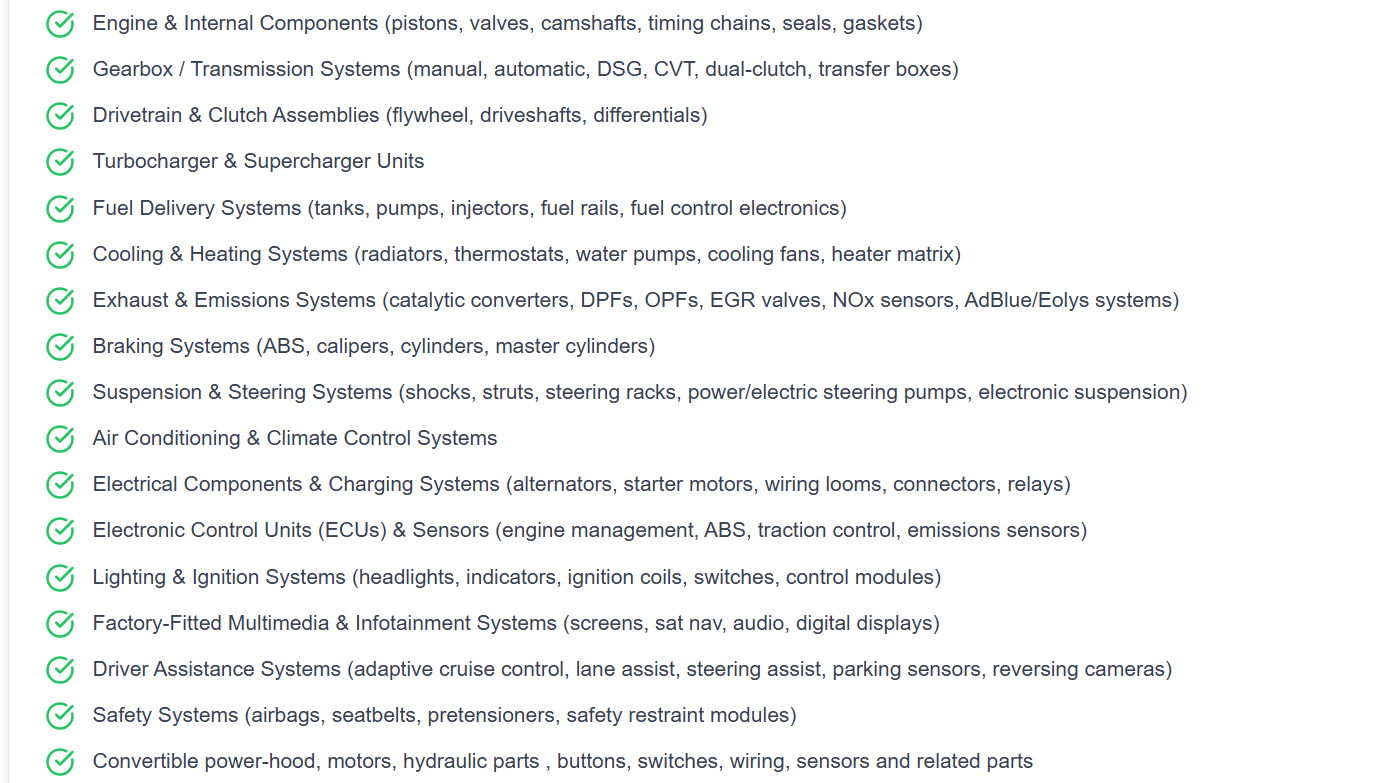 Engine & Internal Components (pistons, valves, camshafts, timing chains, seals, gaskets)
Gearbox / Transmission Systems (manual, automatic, DSG, CVT, dual-clutch, transfer boxes)
Drivetrain & Clutch Assemblies (flywheel, driveshafts, differentials)
Turbocharger & Supercharger Units
Fuel Delivery Systems (tanks, pumps, injectors, fuel rails, fuel control electronics)
Cooling & Heating Systems (radiators, thermostats, water pumps, cooling fans, heater matrix)
Exhaust & Emissions Systems (catalytic converters, DPFs, OPFs, EGR valves, NOx sensors, AdBlue/Eolys systems)
Braking Systems (ABS, calipers, cylinders, master cylinders)
Suspension & Steering Systems (shocks, struts, steering racks, power/electric steering pumps, electronic suspension)
Air Conditioning & Climate Control Systems
Electrical Components & Charging Systems (alternators, starter motors, wiring looms, connectors, relays)
Electronic Control Units (ECUs) & Sensors (engine management, ABS, traction control, emissions sensors)
Lighting & Ignition Systems (headlights, indicators, ignition coils, switches, control modules)
Factory-Fitted Multimedia & Infotainment Systems (screens, sat nav, audio, digital displays)
Driver Assistance Systems (adaptive cruise control, lane assist, steering assist, parking sensors, reversing cameras)
Safety Systems (airbags, seatbelts, pretensioners, safety restraint modules)
Convertible power-hood, motors, hydraulic parts , buttons, switches, wiring, sensors and related parts